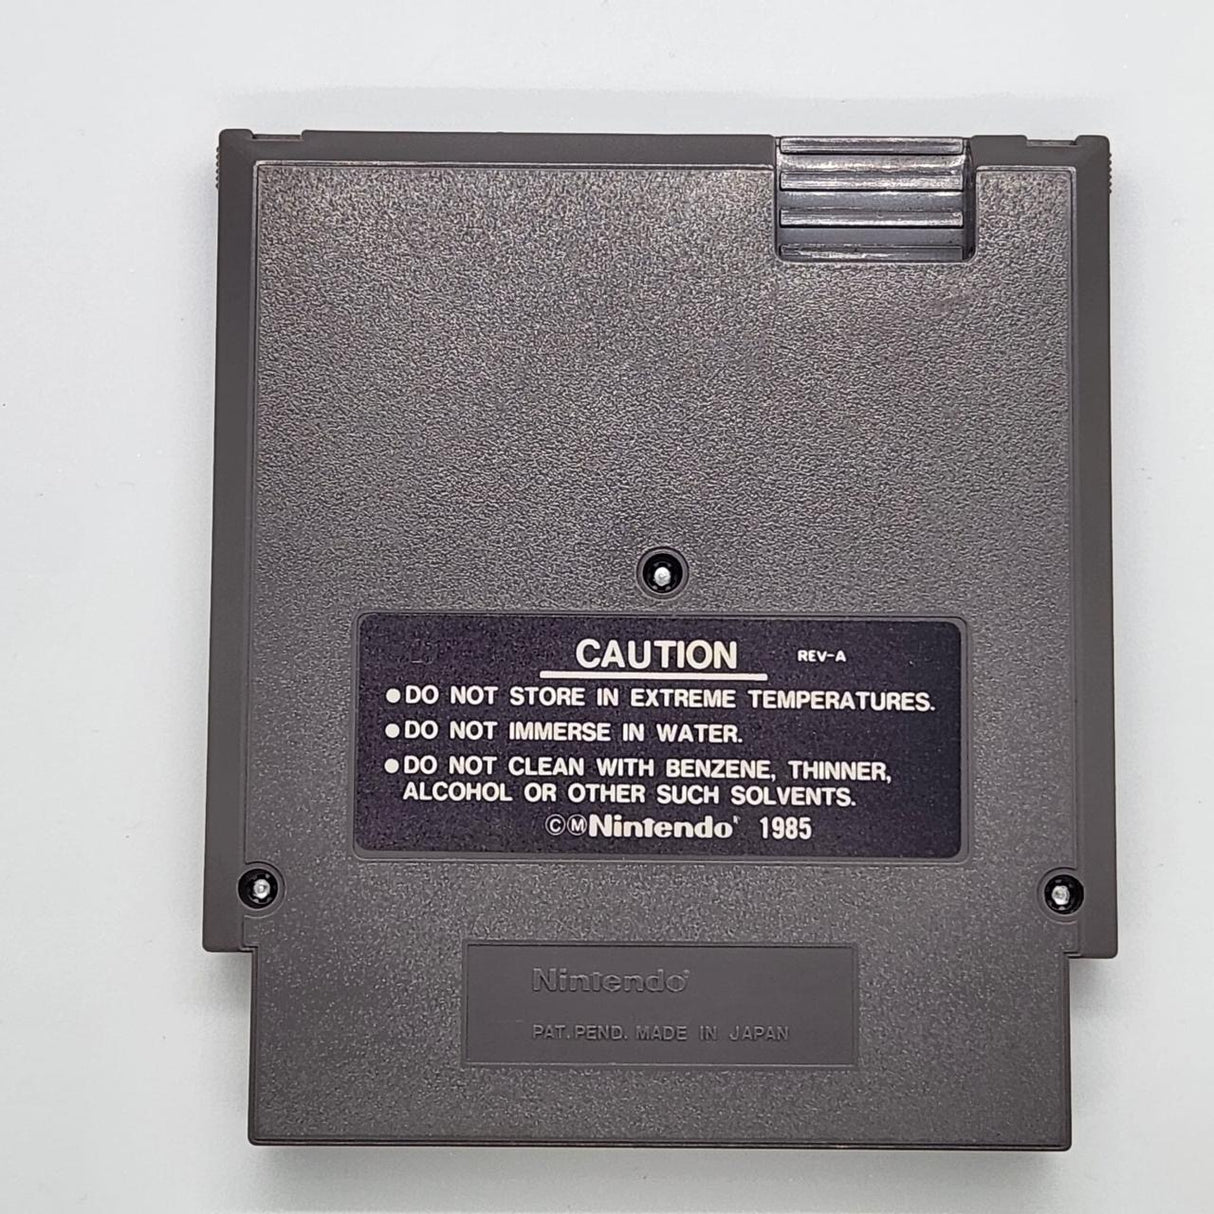 CAUTION REV-A
●DO NOT STORE IN EXTREME TEMPERATURES.
●DO NOT IMMERSE IN WATER.
●DO NOT CLEAN WITH BENZENE, THINNER,
ALCOHOL OR OTHER SUCH SOLVENTS.
©ⓂNintendo® 1985
Nintendo®
PAT.PEND. MADE IN JAPAN